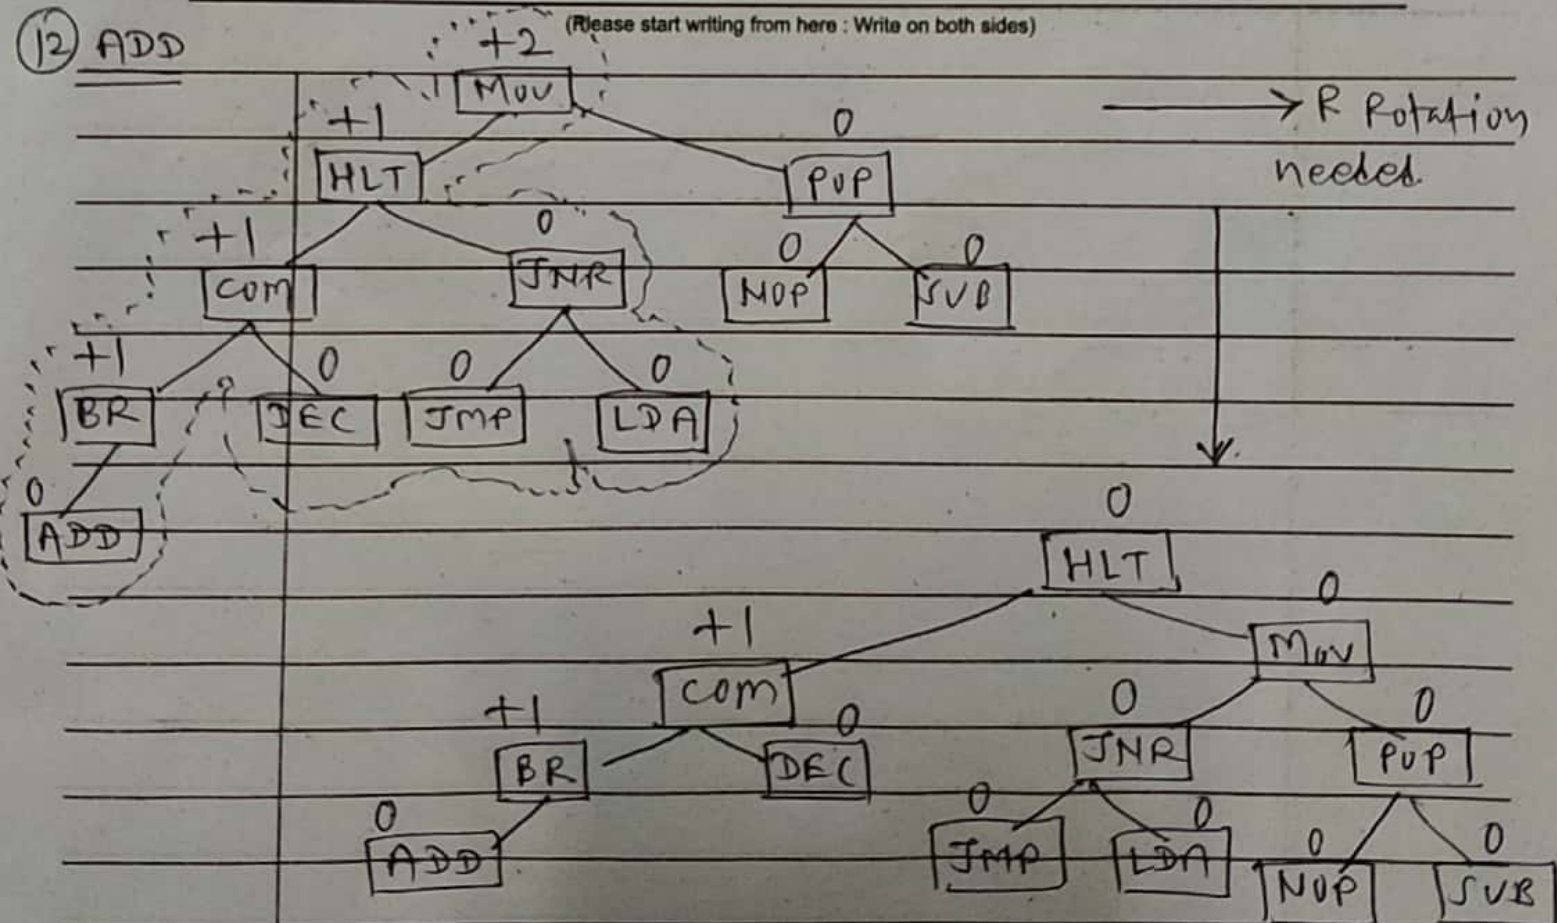 (Please start writing from here : Write on both sides)
12 ADD
+2
MOV
R Rotation
needed
+1
0
HLT
POP
+1
0
0
0
COM
JNR
NOP
SUB
+1
0
0
0
BR
DEC
JMP
LDA
0
ADD
0
HLT
+1
0
COM
MOV
+1
0
0
0
BR
DEC
JNR
POP
0
0
0
0
0
ADD
JMP
LDA
NOP
SUB